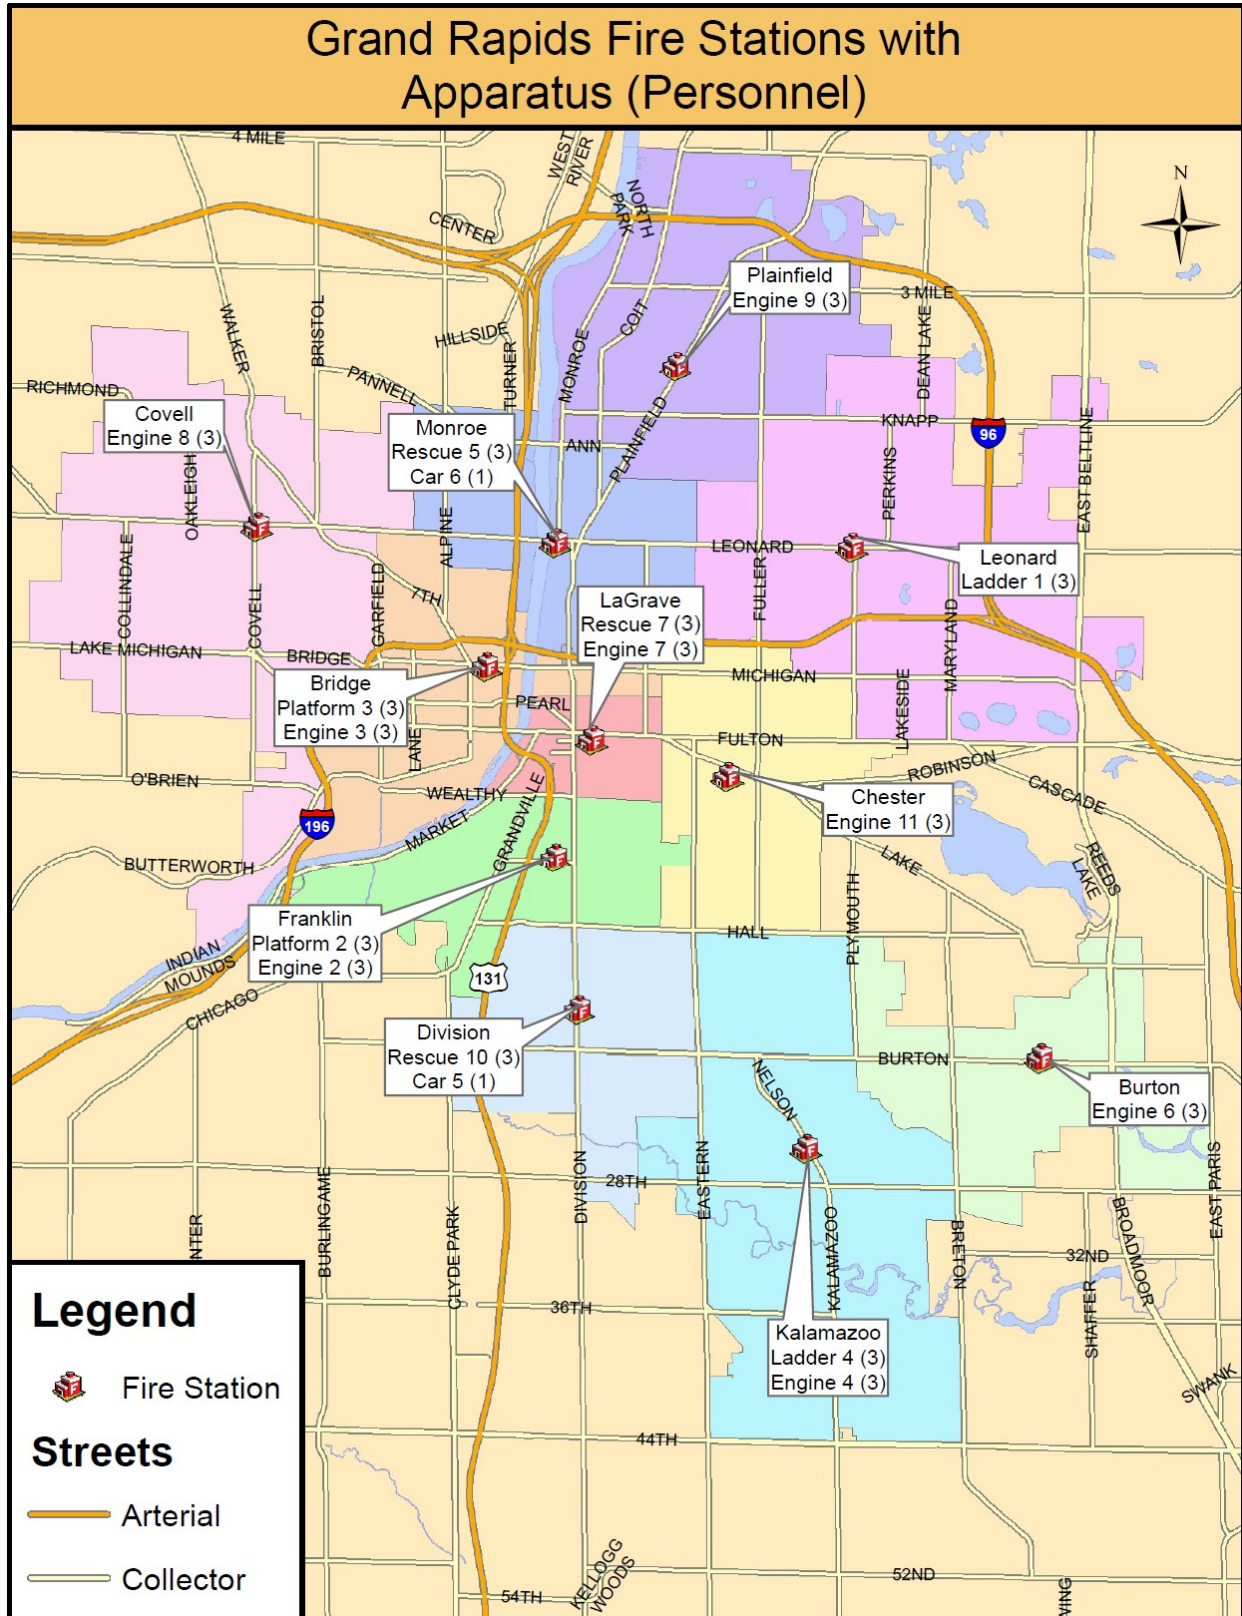 Grand Rapids Fire Stations with
Apparatus (Personnel)
4 MILE
WEST
RIVER
NORTH
PARK
N
CENTER
WALKER
BRISTOL
HILLSIDE
TURNER
MONROE
COIT
Plainfield
Engine 9 (3)
3 MILE
DEAN LAKE
RICHMOND
PANNELL
Covell
Engine 8 (3)
Monroe
Rescue 5 (3)
Car 6 (1)
ANN
PLAINFIELD
KNAPP
96
EAST BELTLINE
OAKLEIGH
PERKINS
ALPINE
LEONARD
Leonard
Ladder 1 (3)
COLLINDALE
COVELL
GARFIELD
7TH
LaGrave
Rescue 7 (3)
Engine 7 (3)
FULLER
MARYLAND
LAKE MICHIGAN
BRIDGE
MICHIGAN
Bridge
Platform 3 (3)
Engine 3 (3)
PEARL
LANE
FULTON
LAKESIDE
ROBINSON
CASCADE
O'BRIEN
WEALTHY
Chester
Engine 11 (3)
196
MARKET
GRANDVILLE
BUTTERWORTH
LAKE
REEDS
LAKE
PLYMOUTH
Franklin
Platform 2 (3)
Engine 2 (3)
HALL
INDIAN
MOUNDS
CHICAGO
131
Division
Rescue 10 (3)
Car 5 (1)
BURTON
NELSON
Burton
Engine 6 (3)
BURLINGAME
CLYDE PARK
DIVISION
28TH
EASTERN
KALAMAZOO
BRETON
BROADMOOR
EAST PARIS
NTER
32ND
36TH
SHAFFER
Kalamazoo
Ladder 4 (3)
Engine 4 (3)
SWANK
44TH
Legend
Fire Station
Streets
Arterial
Collector
KELLOGG
WOODS
52ND
54TH
WING